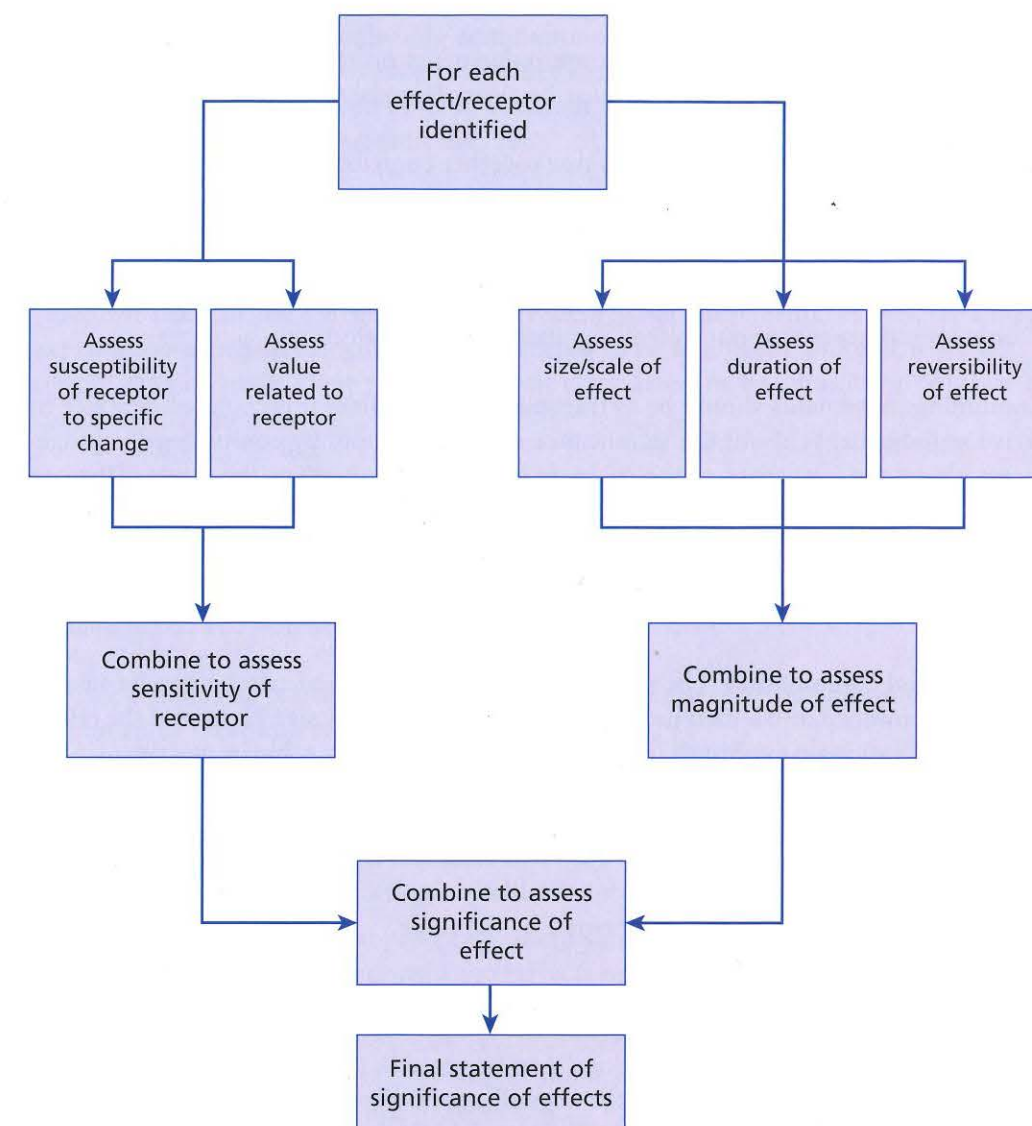 For each
effect/receptor
identified
Assess
susceptibility
of receptor
to specific
change
Assess
value
related to
receptor
Assess
size/scale of
effect
Assess
duration of
effect
Assess
reversibility
of effect
Combine to assess
sensitivity of
receptor
Combine to assess
magnitude of effect
Combine to assess
significance of
effect
Final statement of
significance of effects